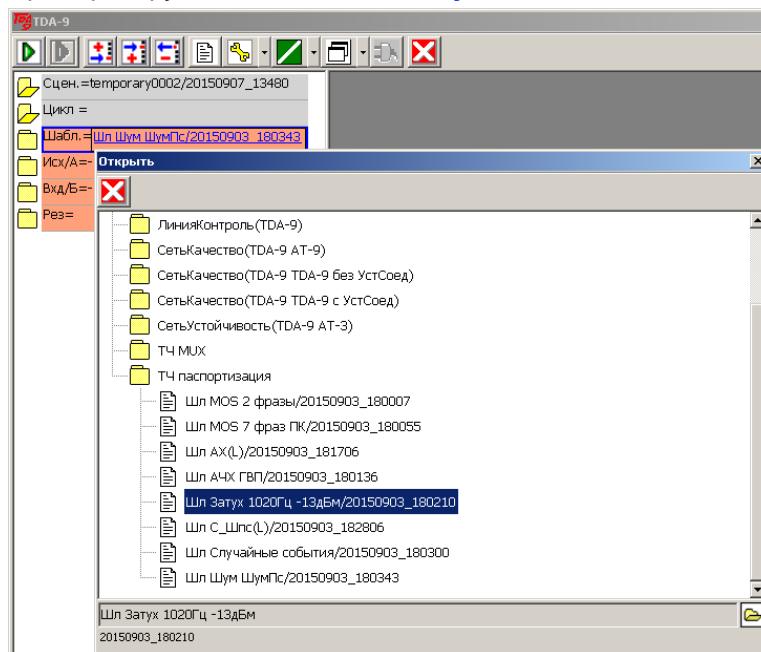 TDA-9
Сцен.=temporary0002/20150907_13480
Цикл =
Шабл.=Шл Шум ШумПс/20150903_180343
Исх/А=-
Открыть
Вхд/Б=-
Рез=
ЛинияКонтроль(TDA-9)
СетьКачество(TDA-9 AT-9)
СетьКачество(TDA-9 TDA-9 без УстСоед)
СетьКачество(TDA-9 TDA-9 с УстСоед)
СетьУстойчивость(TDA-9 AT-3)
ТЧ MUX
ТЧ паспортизация
Шл MOS 2 фразы/20150903_180007
Шл MOS 7 фраз ПК/20150903_180055
Шл АХ(L)/20150903_181706
Шл АЧХ ГВП/20150903_180136
Шл Затух 1020Гц -13дБм/20150903_180210
Шл С_Шпс(L)/20150903_182806
Шл Случайные события/20150903_180300
Шл Шум ШумПс/20150903_180343
Шл Затух 1020Гц -13дБм
20150903_180210